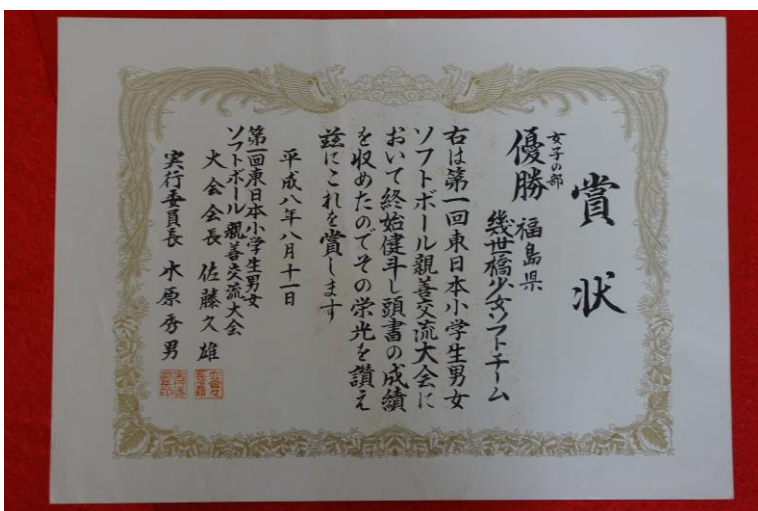 賞状
女子の部
優勝
福島県
幾世橋少女ソフトチーム
右は第一回東日本小学生男女
ソフトボール親善交流大会に
おいて終始健斗し頭書の成績
を収めたのでその栄光を讃え
玆にこれを賞します
平成八年八月十一日
第一回東日本小学生男女
ソフトボール親善交流大会
大会会長 佐藤久雄
実行委員長 木原秀男